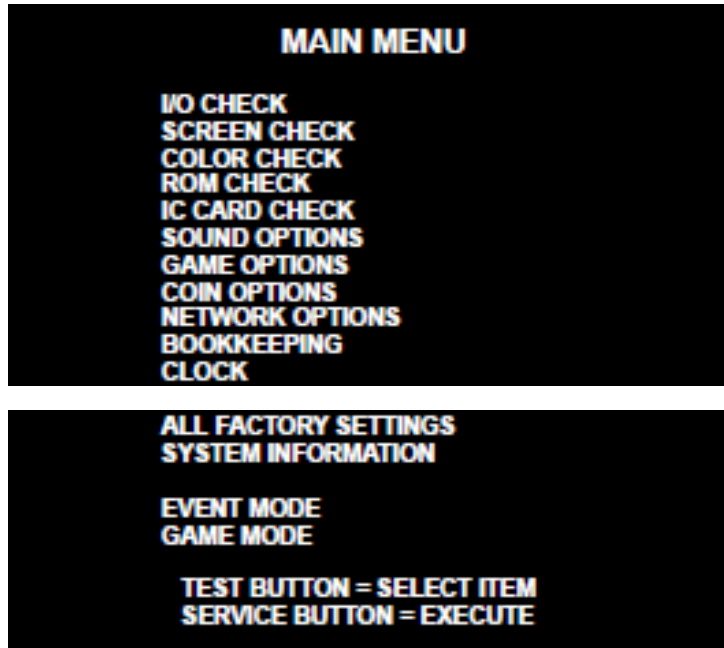 MAIN MENU
I/O CHECK
SCREEN CHECK
COLOR CHECK
ROM CHECK
IC CARD CHECK
SOUND OPTIONS
GAME OPTIONS
COIN OPTIONS
NETWORK OPTIONS
BOOKKEEPING
CLOCK
ALL FACTORY SETTINGS
SYSTEM INFORMATION
EVENT MODE
GAME MODE
TEST BUTTON = SELECT ITEM
SERVICE BUTTON = EXECUTE